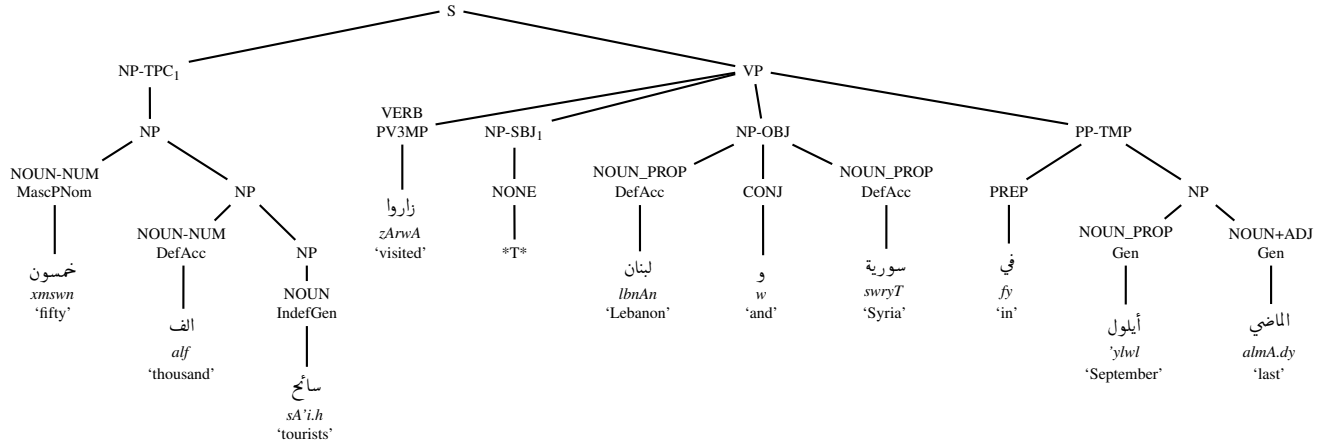 S
NP-TPC₁
VP
NP
VERB
PV3MP
NP-SBJ₁
NP-OBJ
PP-TMP
NOUN-NUM
MascPNom
NP
NONE
NOUN_PROP
DefAcc
CONJ
NOUN_PROP
DefAcc
PREP
NP
خمسون
xmswn
‘fifty’
NOUN-NUM
DefAcc
NP
زاروا
zArwA
‘visited’
*T*
لبنان
lbnAn
‘Lebanon’
و
w
‘and’
سورية
swryT
‘Syria’
في
fy
‘in’
NOUN_PROP
Gen
NOUN+ADJ
Gen
الف
alf
‘thousand’
NOUN
IndefGen
أيلول
’ylwl
‘September’
الماضي
almA.dy
‘last’
سائح
sA’i.h
‘tourists’